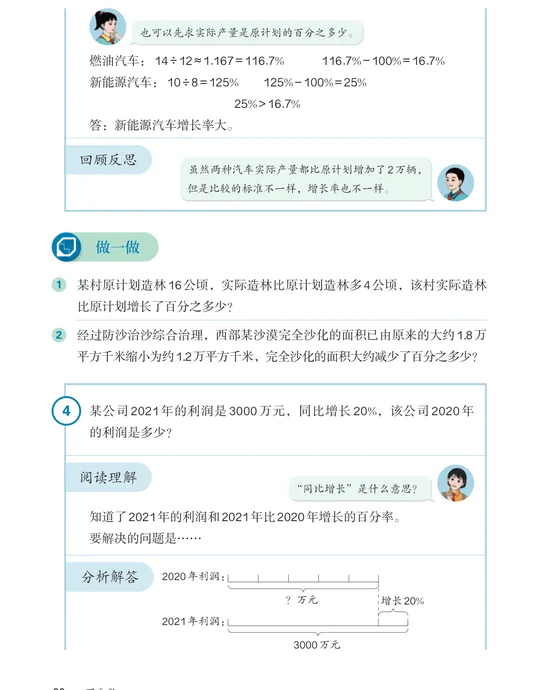 也可以先求实际产量是原计划的百分之多少。
燃油汽车：14÷12≈1.167=116.7%  116.7%-100%=16.7%
新能源汽车：10÷8=125%  125%-100%=25%
25%>16.7%
答：新能源汽车增长率大。
回顾反思
虽然两种汽车实际产量都比原计划增加了2万辆，
但是比较的标准不一样，增长率也不一样。
做一做
1 某村原计划造林16公顷，实际造林比原计划造林多4公顷，该村实际造林
比原计划增长了百分之多少？
2 经过防沙治沙综合治理，西部某沙漠完全沙化的面积已由原来的大约1.8万
平方千米缩小为约1.2万平方千米，完全沙化的面积大约减少了百分之多少？
4 某公司2021年的利润是3000万元，同比增长20%，该公司2020年
的利润是多少？
阅读理解
“同比增长”是什么意思？
知道了2021年的利润和2021年比2020年增长的百分率。
要解决的问题是……
分析解答
2020年利润：
？万元
增长20%
2021年利润：
3000万元